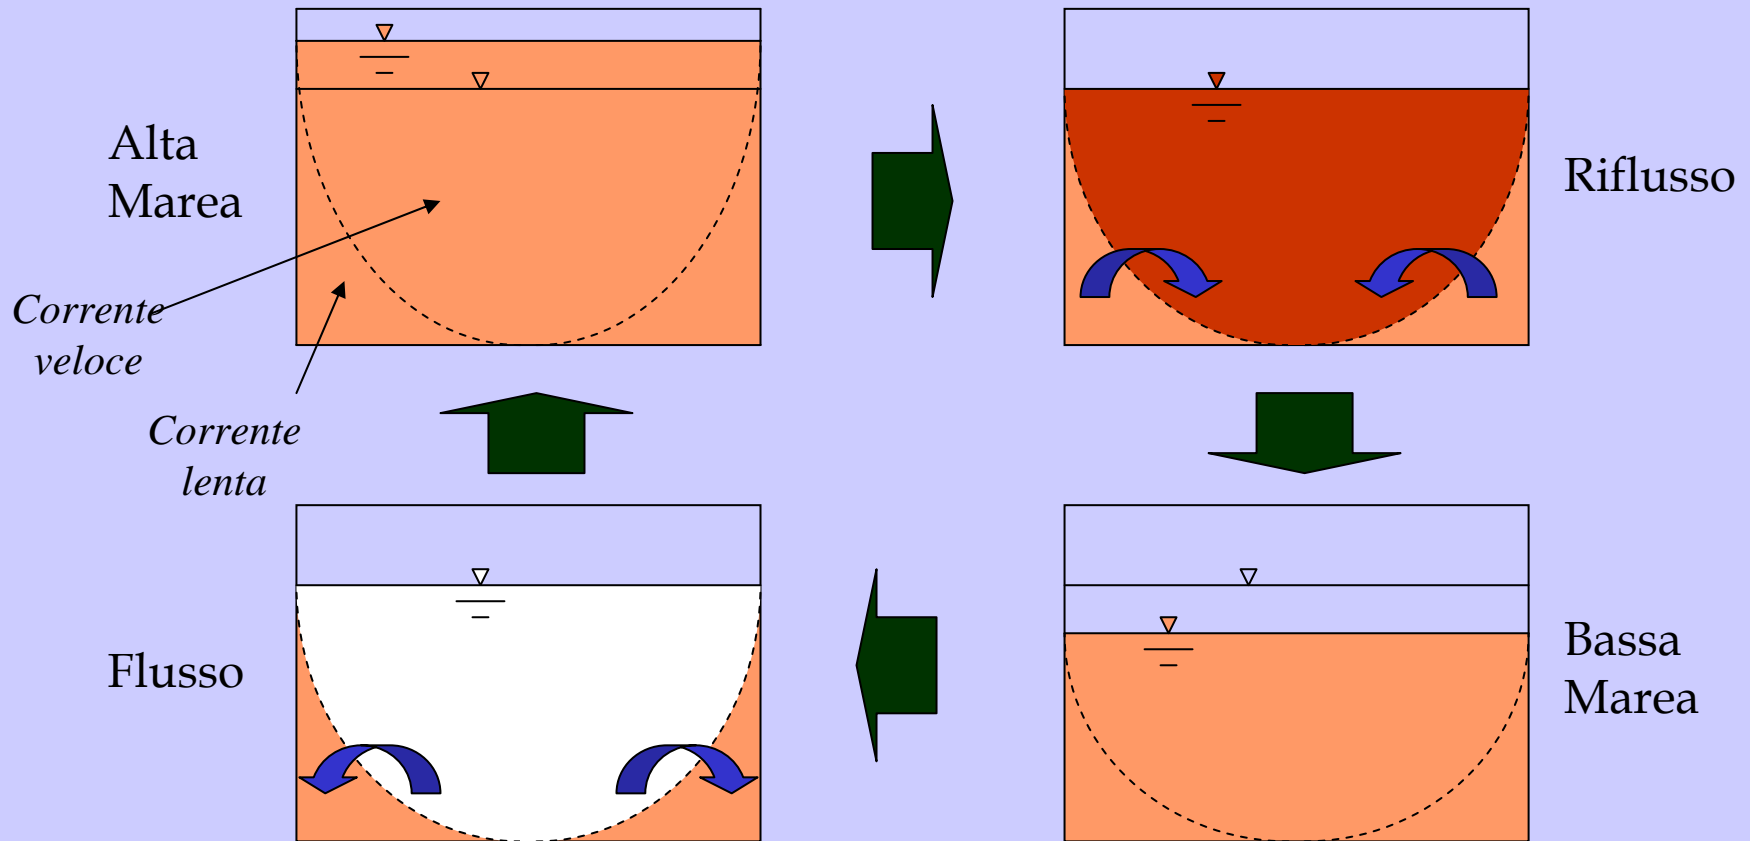 Alta
Marea
Riflusso
Corrente
veloce
Corrente
lenta
Flusso
Bassa
Marea